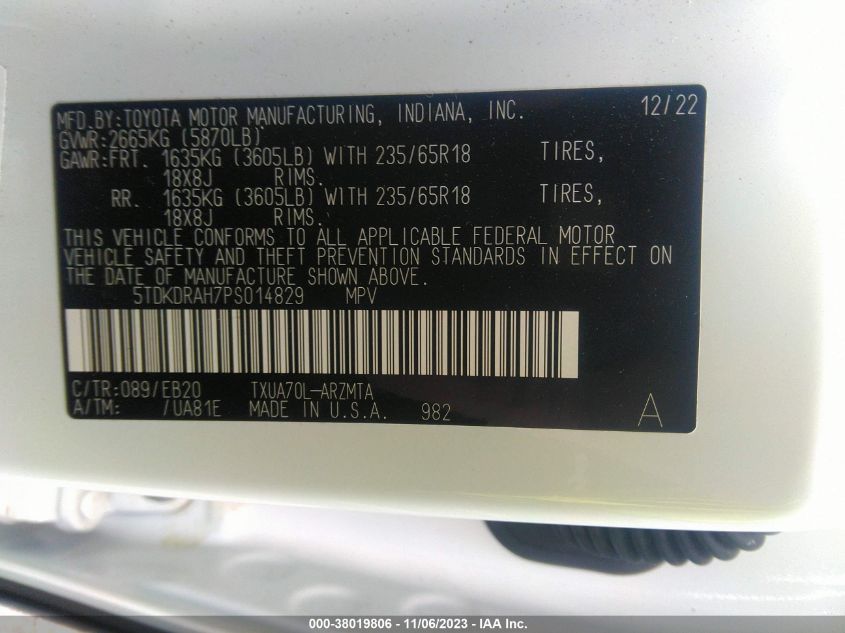 MFD.BY:TOYOTA MOTOR MANUFACTURING, INDIANA, INC. 12/22
GVWR:2665KG (5870LB)
GAWR:FRT. 1635KG (3605LB) WITH 235/65R18 TIRES,
18X8J RIMS.
RR. 1635KG (3605LB) WITH 235/65R18 TIRES,
18X8J RIMS.
THIS VEHICLE CONFORMS TO ALL APPLICABLE FEDERAL MOTOR
VEHICLE SAFETY AND THEFT PREVENTION STANDARDS IN EFFECT ON
THE DATE OF MANUFACTURE SHOWN ABOVE.
5TDKDRAH7PS014829 MPV
C/TR:089/EB20 TXUA70L-ARZMTA
A/TM: /UA81E MADE IN U.S.A. 982 A
000-38019806 - 11/06/2023 - IAA Inc.